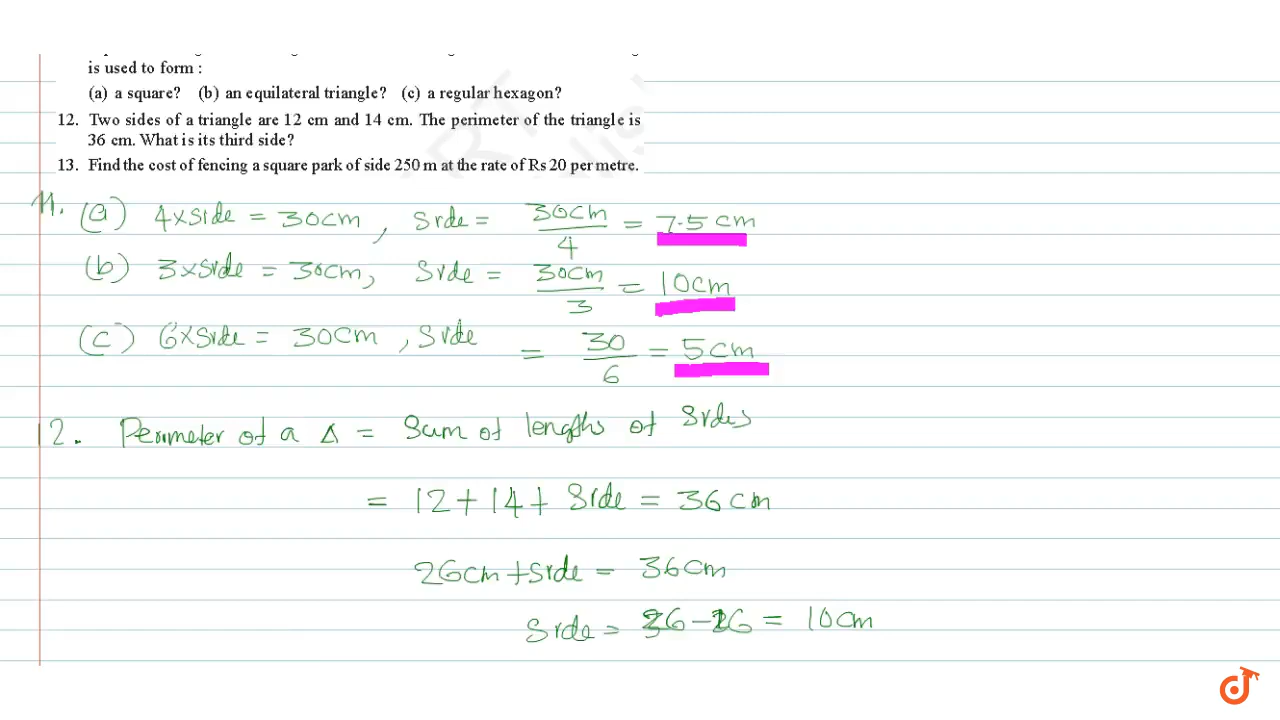 is used to form :
(a) a square? (b) an equilateral triangle? (c) a regular hexagon?
12. Two sides of a triangle are 12 cm and 14 cm. The perimeter of the triangle is
36 cm. What is its third side?
13. Find the cost of fencing a square park of side 250 m at the rate of Rs 20 per metre.
11. (a) 4×side = 30cm, side = 30cm/4 = 7.5 cm
(b) 3×side = 30cm, side = 30cm/3 = 10cm
(c) 6×side = 30cm, side = 30/6 = 5cm
12. Perimeter of a Δ = Sum of lengths of sides
= 12+14+ side = 36cm
26cm+side = 36cm
side = 36-26 = 10cm